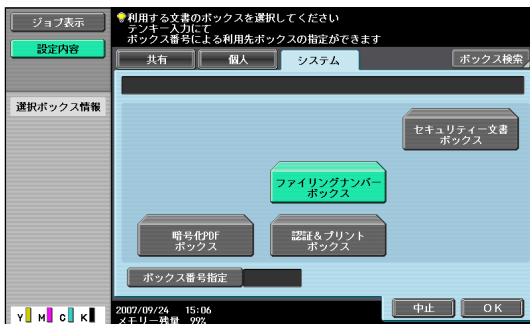 ジョブ表示
設定内容
選択ボックス情報
利用する文書のボックスを選択してください
テンキー入力にて
ボックス番号による利用先ボックスの指定ができます
共有
個人
システム
ボックス検索
セキュリティー文書
ボックス
ファイリングナンバー
ボックス
暗号化PDF
ボックス
認証&プリント
ボックス
ボックス番号指定
中止
OK
Y M C K
2007/09/24 15:06
メモリー残量 99%